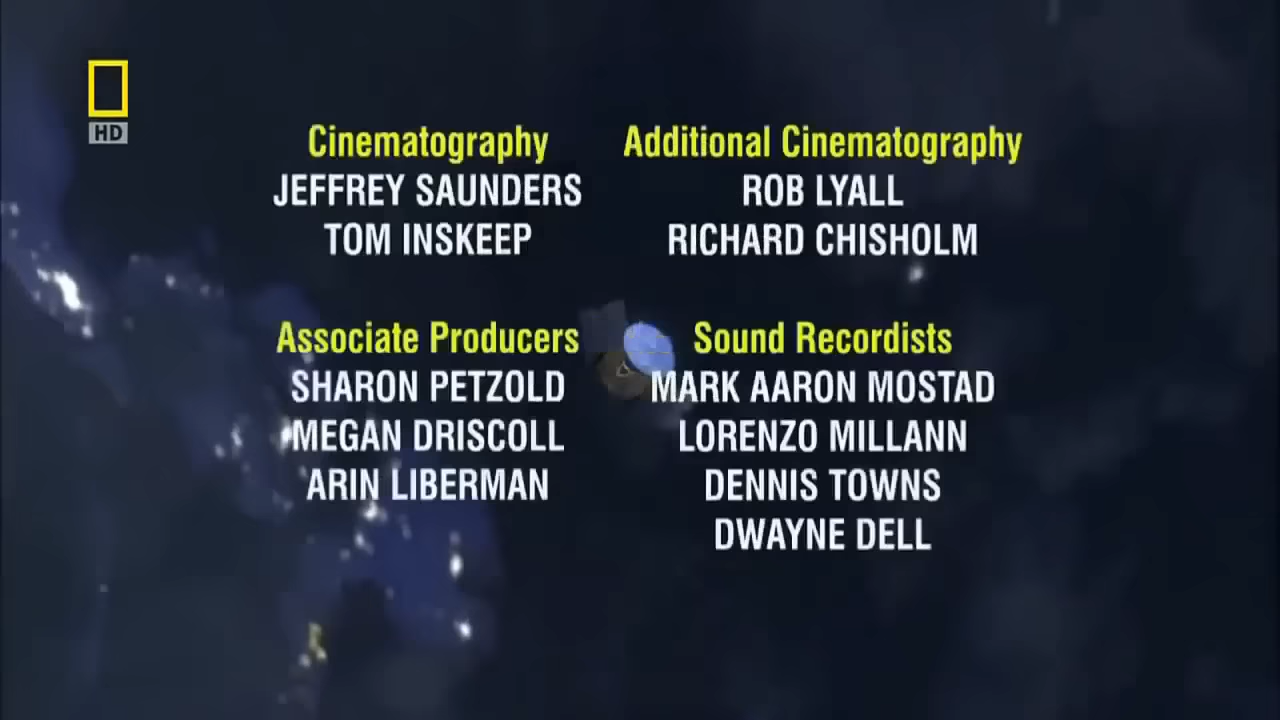 HD
Cinematography
JEFFREY SAUNDERS
TOM INSKEEP
Additional Cinematography
ROB LYALL
RICHARD CHISHOLM
Associate Producers
SHARON PETZOLD
MEGAN DRISCOLL
ARIN LIBERMAN
Sound Recordists
MARK AARON MOSTAD
LORENZO MILLANN
DENNIS TOWNS
DWAYNE DELL